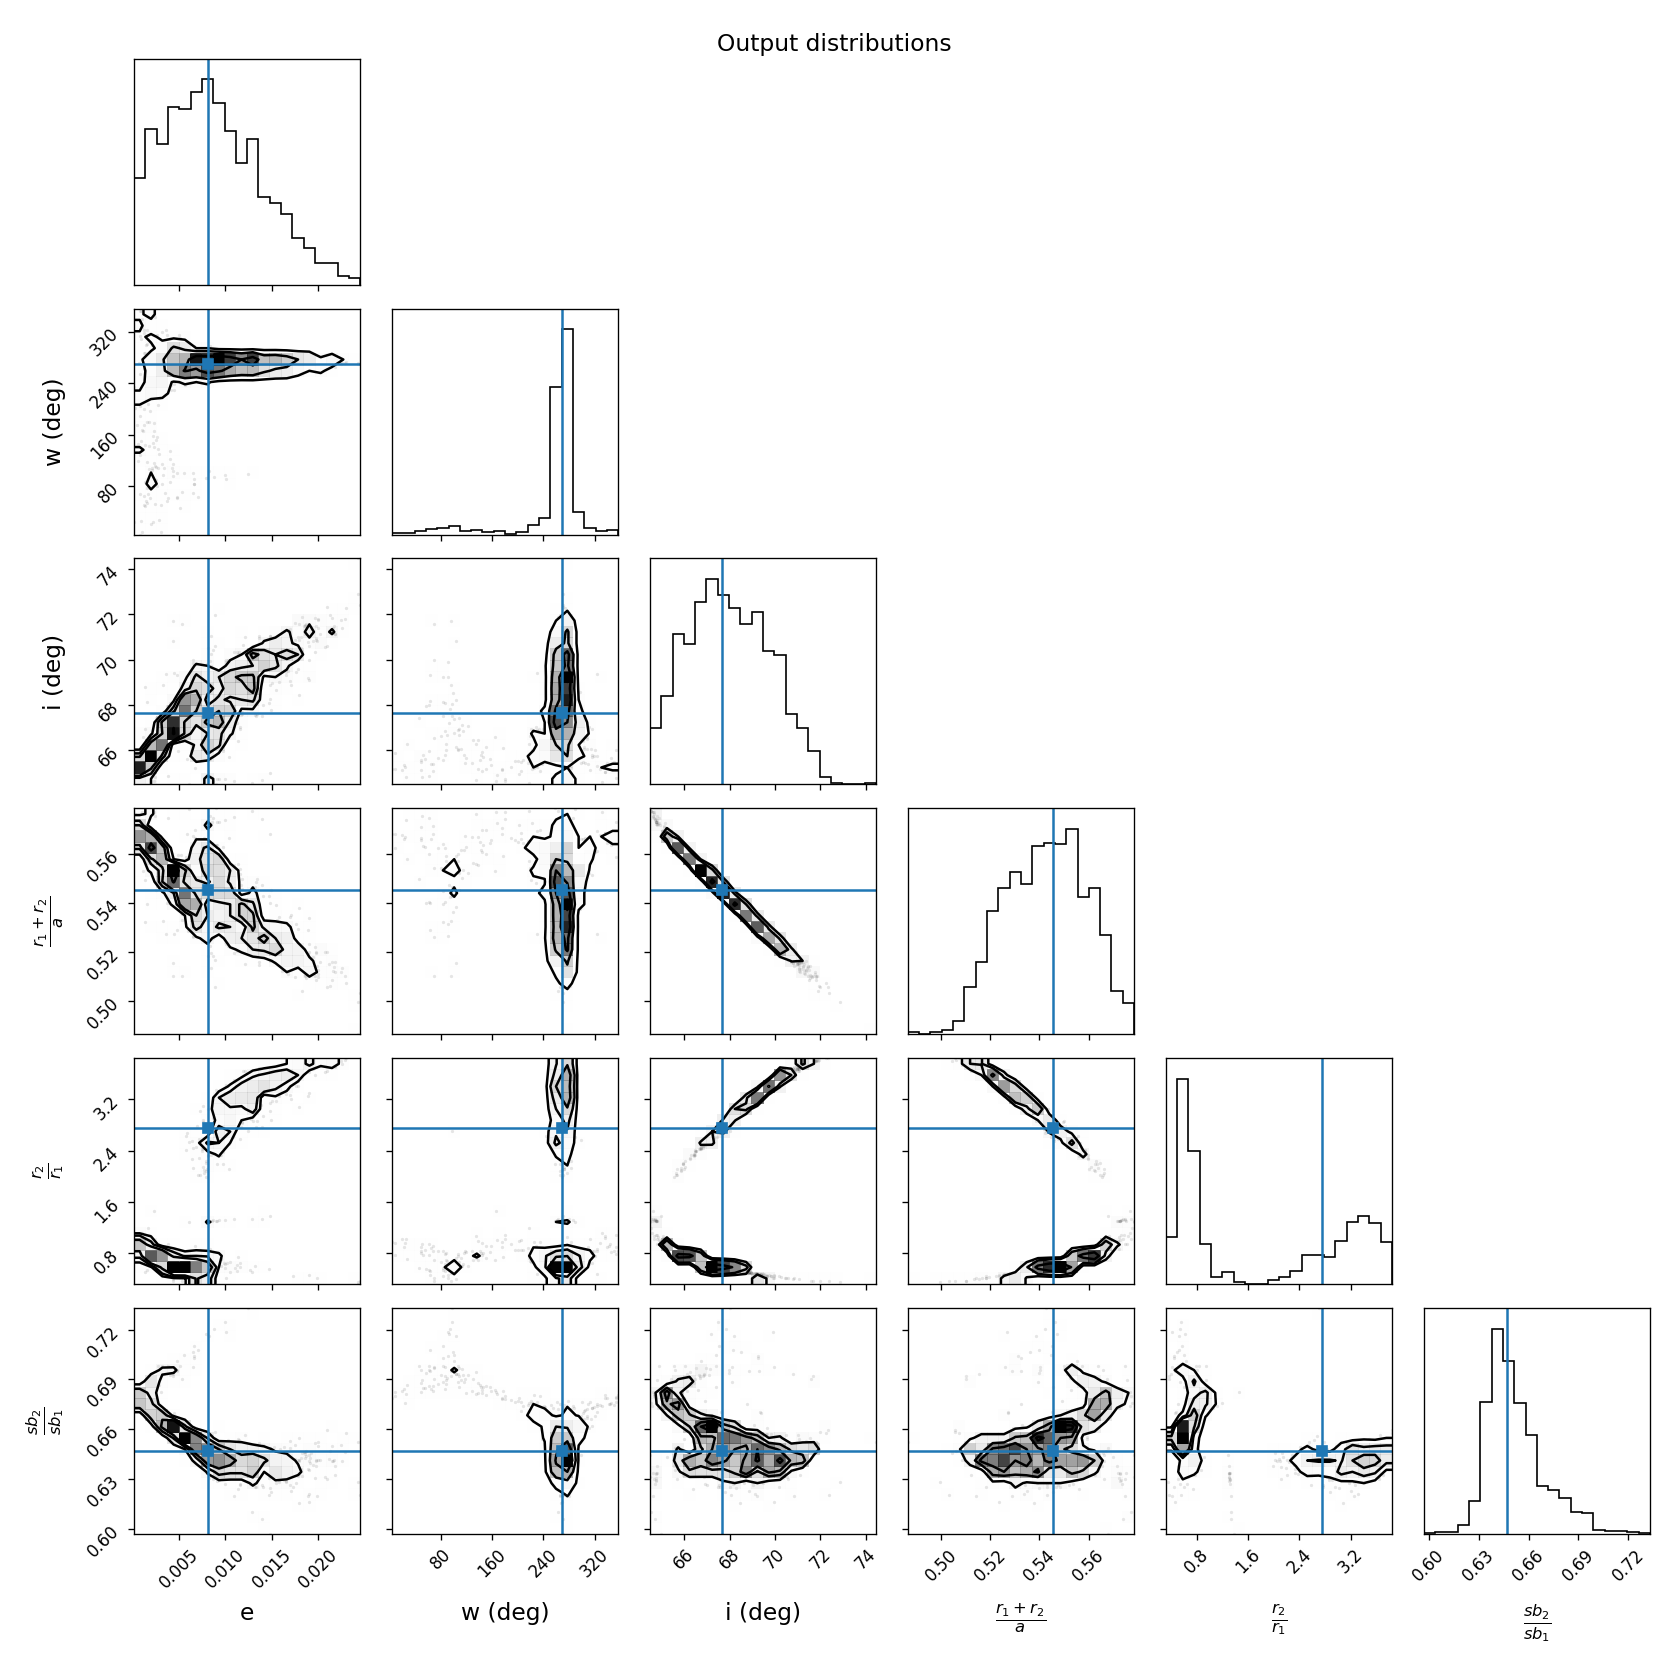 Output distributions
w (deg)
320
240
160
80
i (deg)
74
72
70
68
66
r₁ + r₂
a
0.56
0.54
0.52
0.50
r₂
r₁
3.2
2.4
1.6
0.8
sb₂
sb₁
0.72
0.69
0.66
0.63
0.60
0.005 0.010 0.015 0.020 80 160 240 320 66 68 70 72 74 0.50 0.52 0.54 0.56 0.8 1.6 2.4 3.2 0.60 0.63 0.66 0.69 0.72
e w (deg) i (deg) r₁ + r₂ r₂ sb₂
a r₁ sb₁